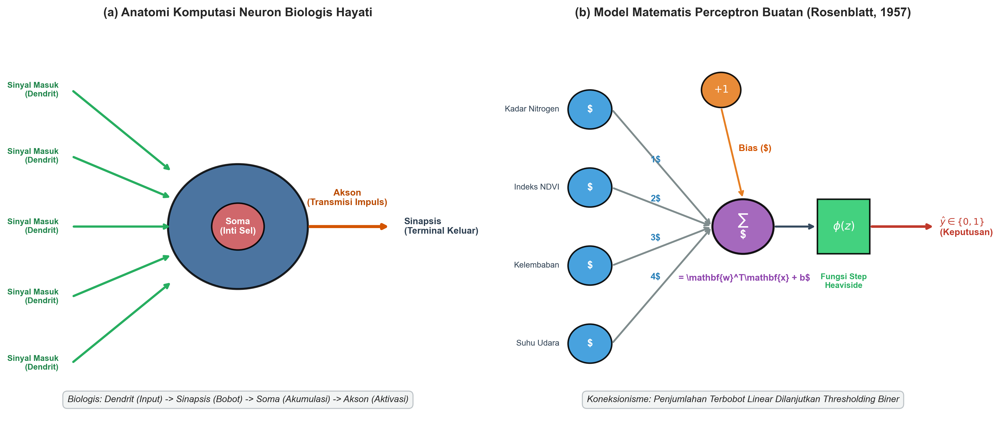 (a) Anatomi Komputasi Neuron Biologis Hayati
Sinyal Masuk
(Dendrit)
Sinyal Masuk
(Dendrit)
Sinyal Masuk
(Dendrit)
Sinyal Masuk
(Dendrit)
Sinyal Masuk
(Dendrit)
Soma
(Inti Sel)
Akson
(Transmisi Impuls)
Sinapsis
(Terminal Keluar)
Biologis: Dendrit (Input) -> Sinapsis (Bobot) -> Soma (Akumulasi) -> Akson (Aktivasi)
(b) Model Matematis Perceptron Buatan (Rosenblatt, 1957)
Kadar Nitrogen
$
Indeks NDVI
$
Kelembaban
$
Suhu Udara
$
+1
Bias ($)
1$
2$
3$
4$
∑
$
= \mathbf{w}^T\mathbf{x} + b$
ϕ(z)
Fungsi Step
Heaviside
ŷ ∈ {0, 1}
(Keputusan)
Koneksionisme: Penjumlahan Terbobot Linear Dilanjutkan Thresholding Biner